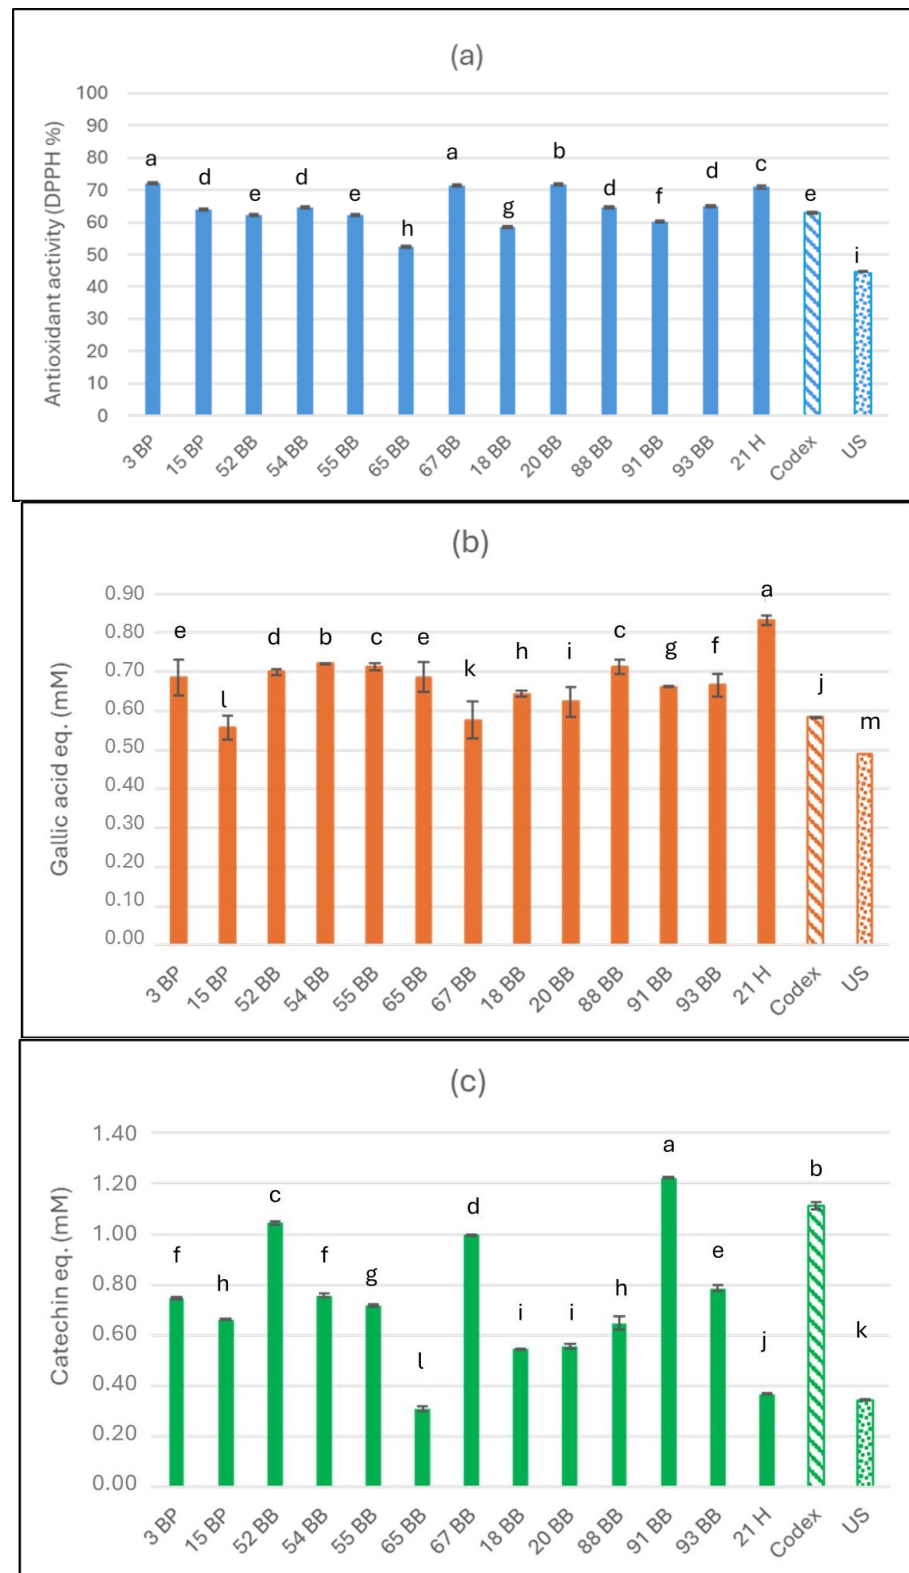 (a)
Antioxidant activity (DPPH %)
100
90
80
70
60
50
40
30
20
10
0
a
d
e
d
e
h
a
g
b
d
f
d
c
e
i
3 BP
15 BP
52 BB
54 BB
55 BB
65 BB
67 BB
18 BB
20 BB
88 BB
91 BB
93 BB
21 H
Codex
US
(b)
Gallic acid eq. (mM)
0.90
0.80
0.70
0.60
0.50
0.40
0.30
0.20
0.10
0.00
e
l
d
b
c
e
k
h
i
c
g
f
a
j
m
3 BP
15 BP
52 BB
54 BB
55 BB
65 BB
67 BB
18 BB
20 BB
88 BB
91 BB
93 BB
21 H
Codex
US
(c)
Catechin eq. (mM)
1.40
1.20
1.00
0.80
0.60
0.40
0.20
0.00
f
h
c
f
g
l
d
i
i
h
a
e
j
b
k
3 BP
15 BP
52 BB
54 BB
55 BB
65 BB
67 BB
18 BB
20 BB
88 BB
91 BB
93 BB
21 H
Codex
US